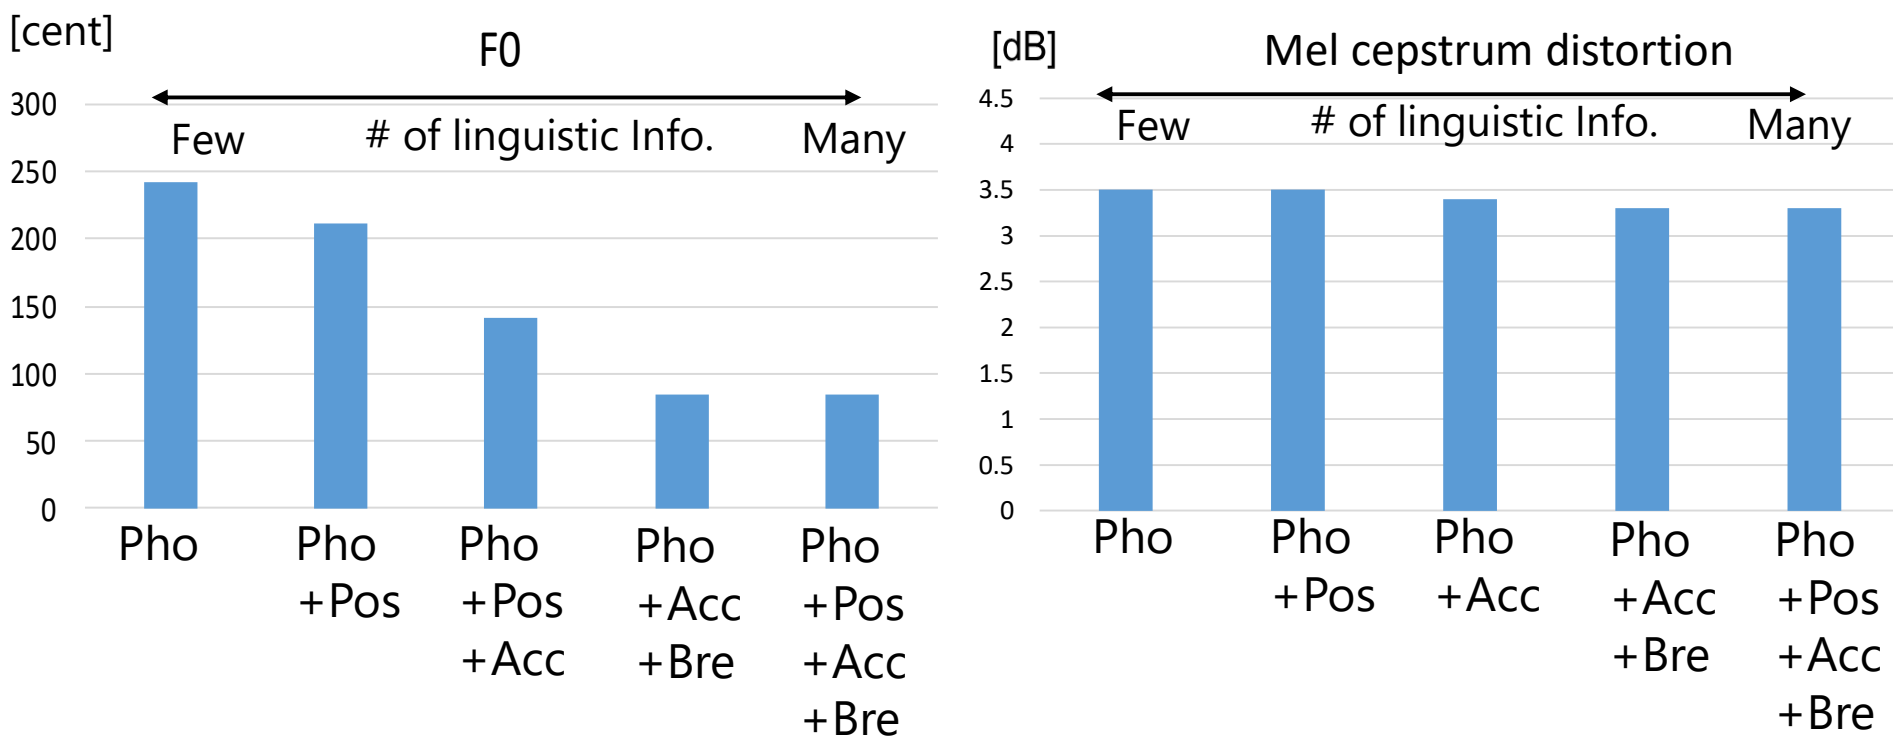 [cent]
F0
Few
# of linguistic Info.
Many
300
250
200
150
100
50
0
Pho
Pho
+Pos
Pho
+Pos
+Acc
Pho
+Acc
+Bre
Pho
+Pos
+Acc
+Bre
[dB]
Mel cepstrum distortion
Few
# of linguistic Info.
Many
4.5
4
3.5
3
2.5
2
1.5
1
0.5
0
Pho
Pho
+Pos
Pho
+Acc
Pho
+Acc
+Bre
Pho
+Pos
+Acc
+Bre